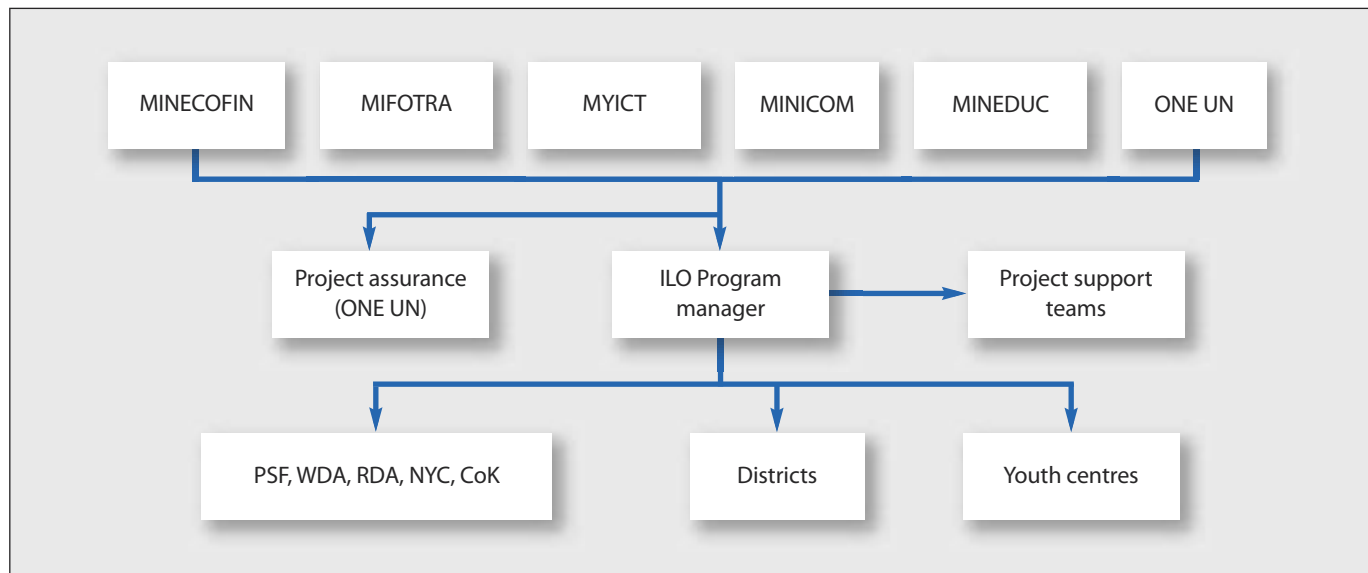 MINECOFIN
MIFOTRA
MYICT
MINICOM
MINEDUC
ONE UN
Project assurance
(ONE UN)
ILO Program
manager
Project support
teams
PSF, WDA, RDA, NYC, CoK
Districts
Youth centres